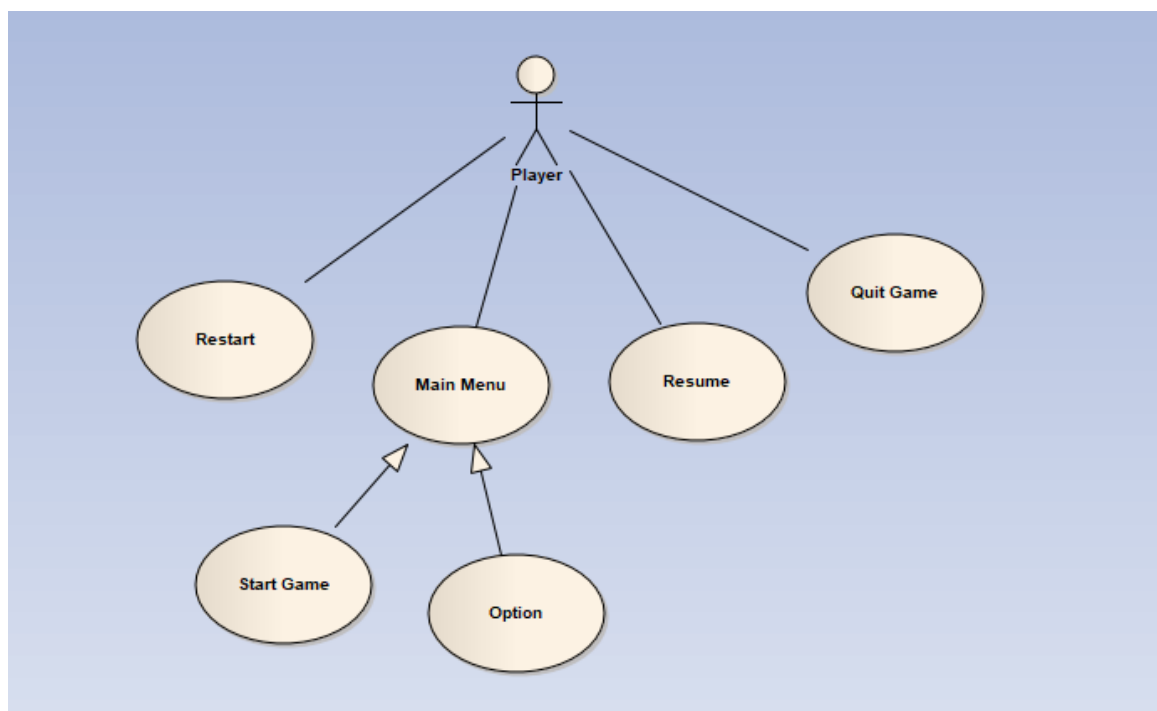 Player
Quit Game
Restart
Main Menu
Resume
Start Game
Option